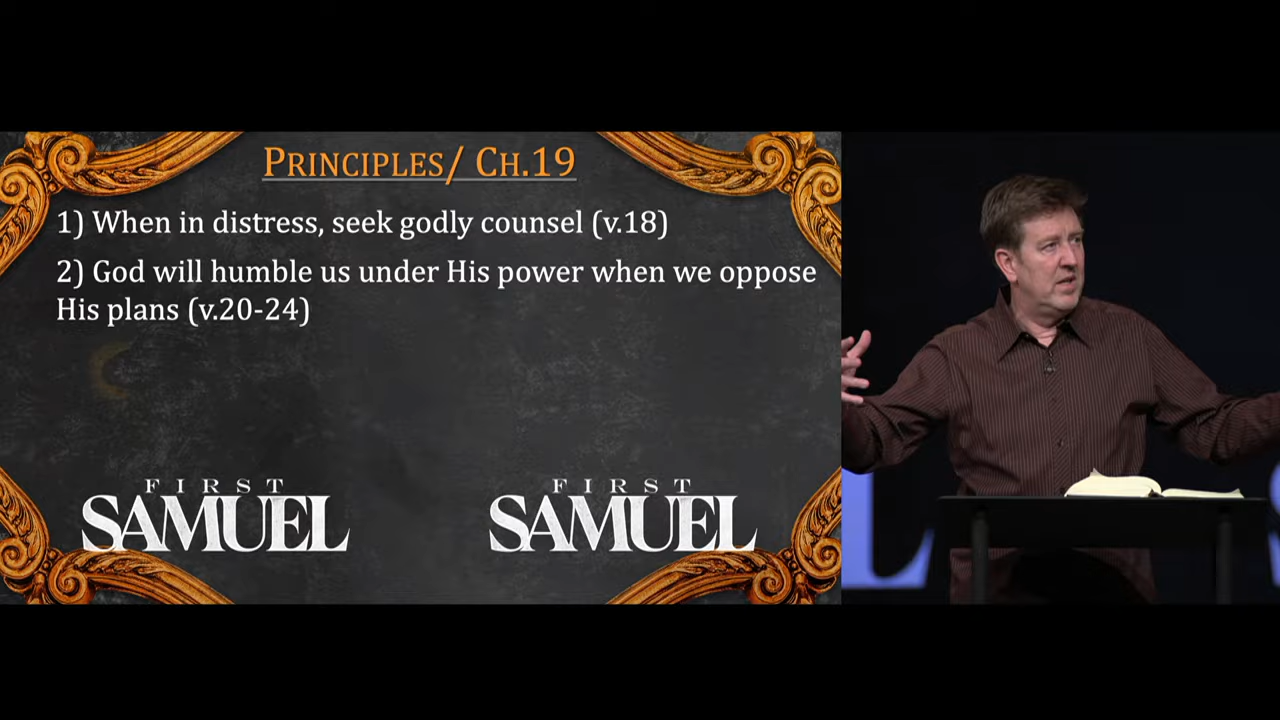 PRINCIPLES/ CH.19
1) When in distress, seek godly counsel (v.18)
2) God will humble us under His power when we oppose
His plans (v.20-24)
FIRST
SAMUEL
FIRST
SAMUEL